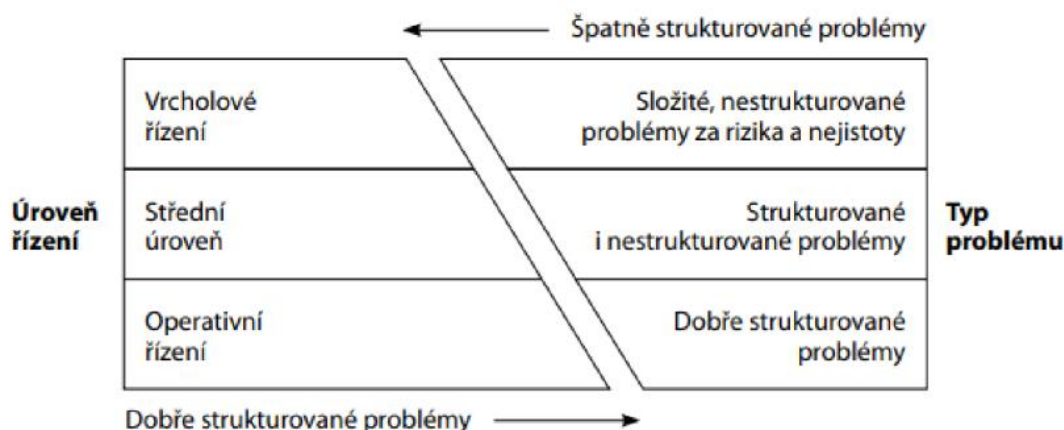 Špatně strukturované problémy
Vrcholové
řízení
Složité, nestrukturované
problémy za rizika a nejistoty
Úroveň
řízení
Střední
úroveň
Strukturované
i nestrukturované problémy
Typ
problému
Operativní
řízení
Dobře strukturované
problémy
Dobře strukturované problémy